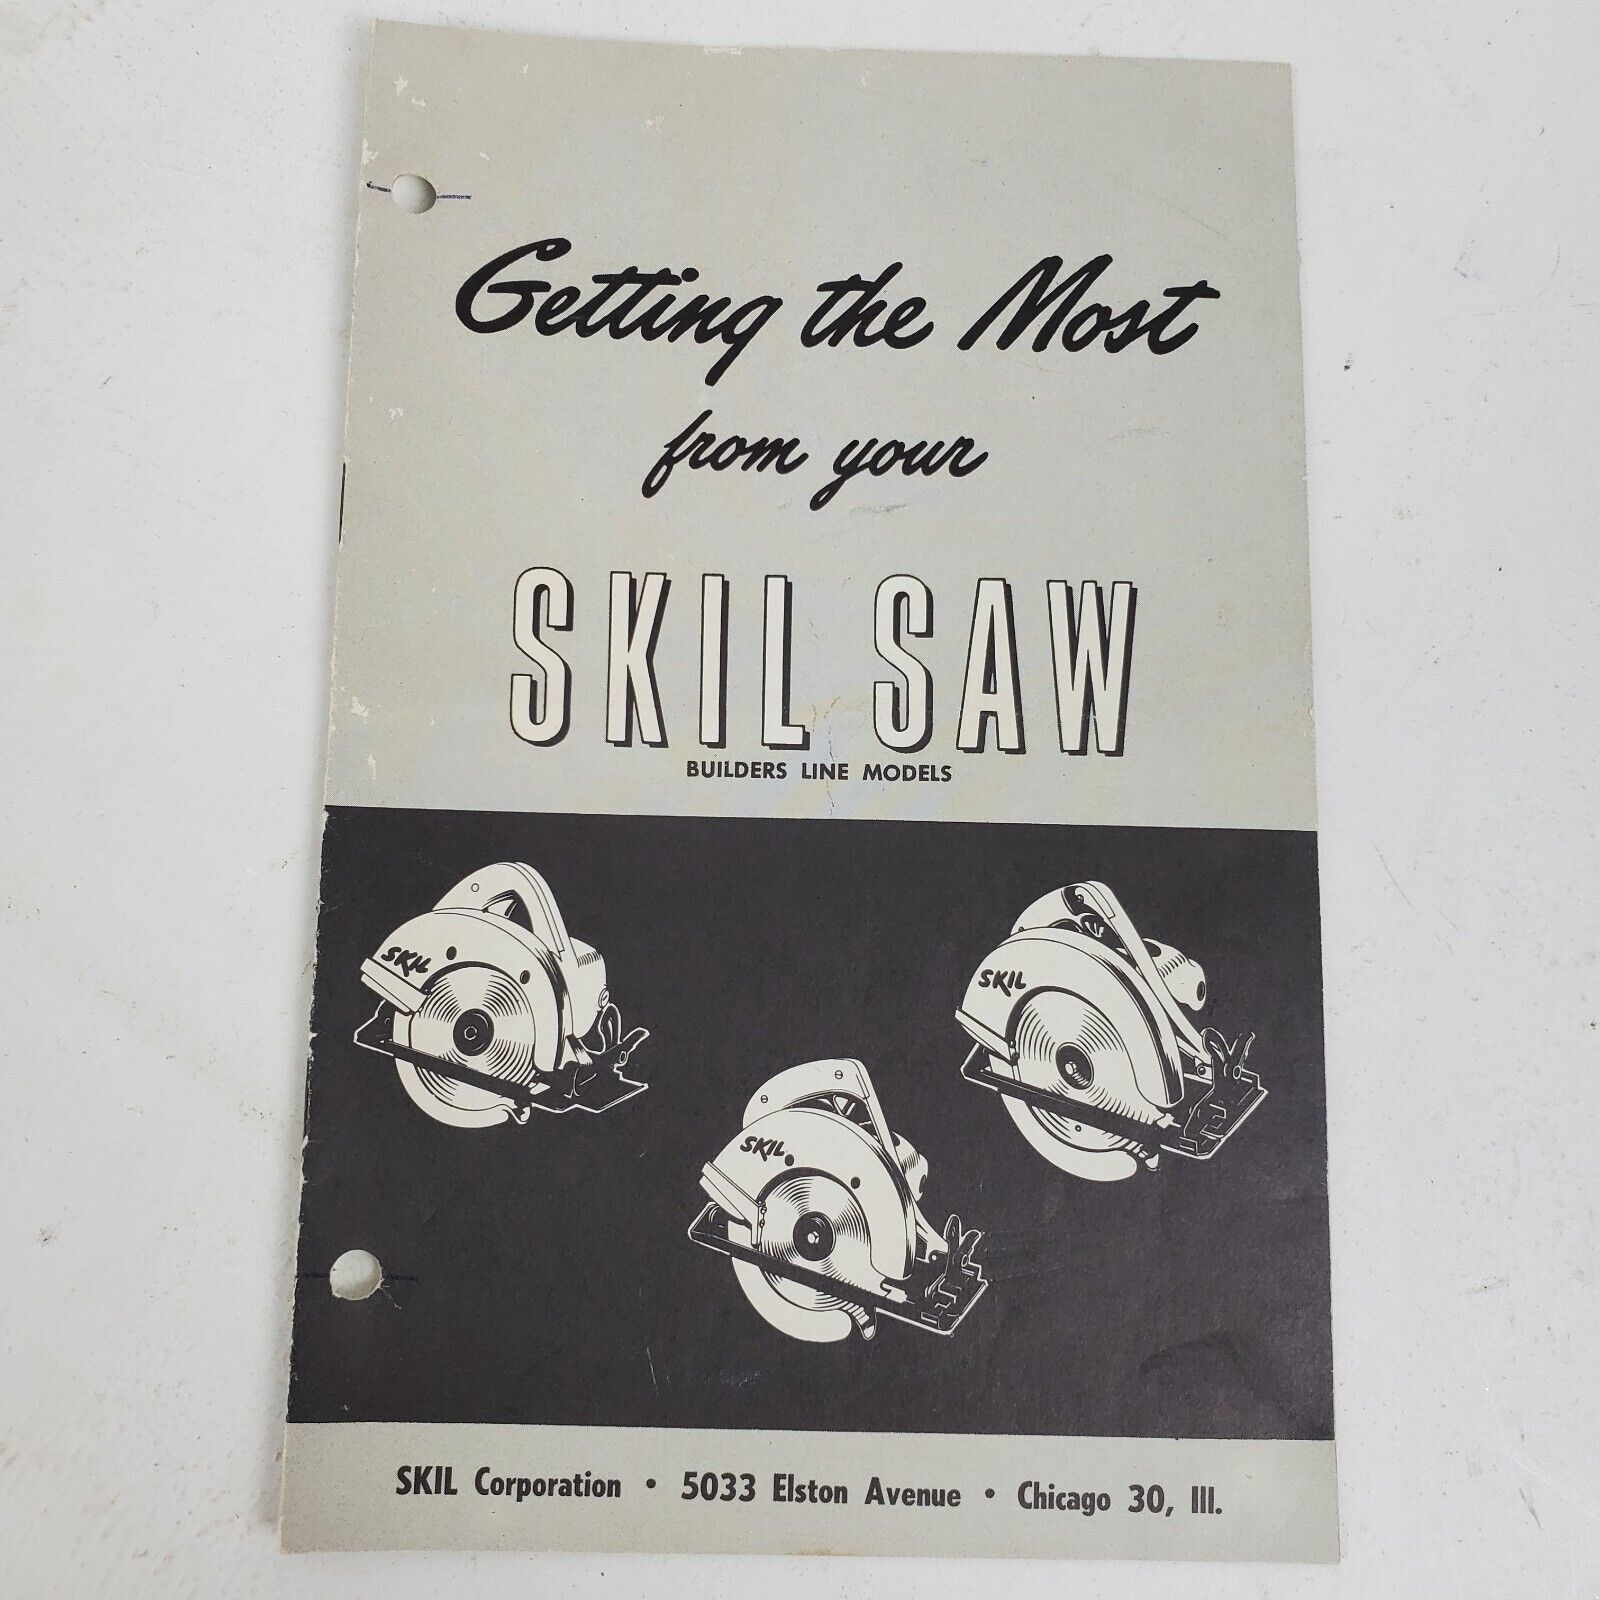 Getting the Most
from your
SKIL SAW
BUILDERS LINE MODELS
SKIL
SKIL
SKIL
SKIL Corporation • 5033 Elston Avenue • Chicago 30, Ill.